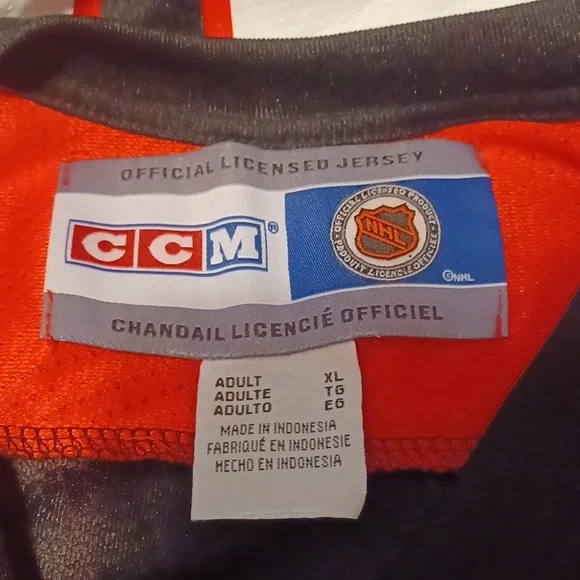 OFFICIAL LICENSED JERSEY
CCM®
OFFICIAL LICENSED PRODUCT
NHL
PRODUIT LICENCIE OFFICIEL
©NHL
CHANDAIL LICENCIÉ OFFICIEL
ADULT XL
ADULTE TG
ADULTO EG
MADE IN INDONESIA
FABRIQUÉ EN INDONESIE
HECHO EN INDONESIA